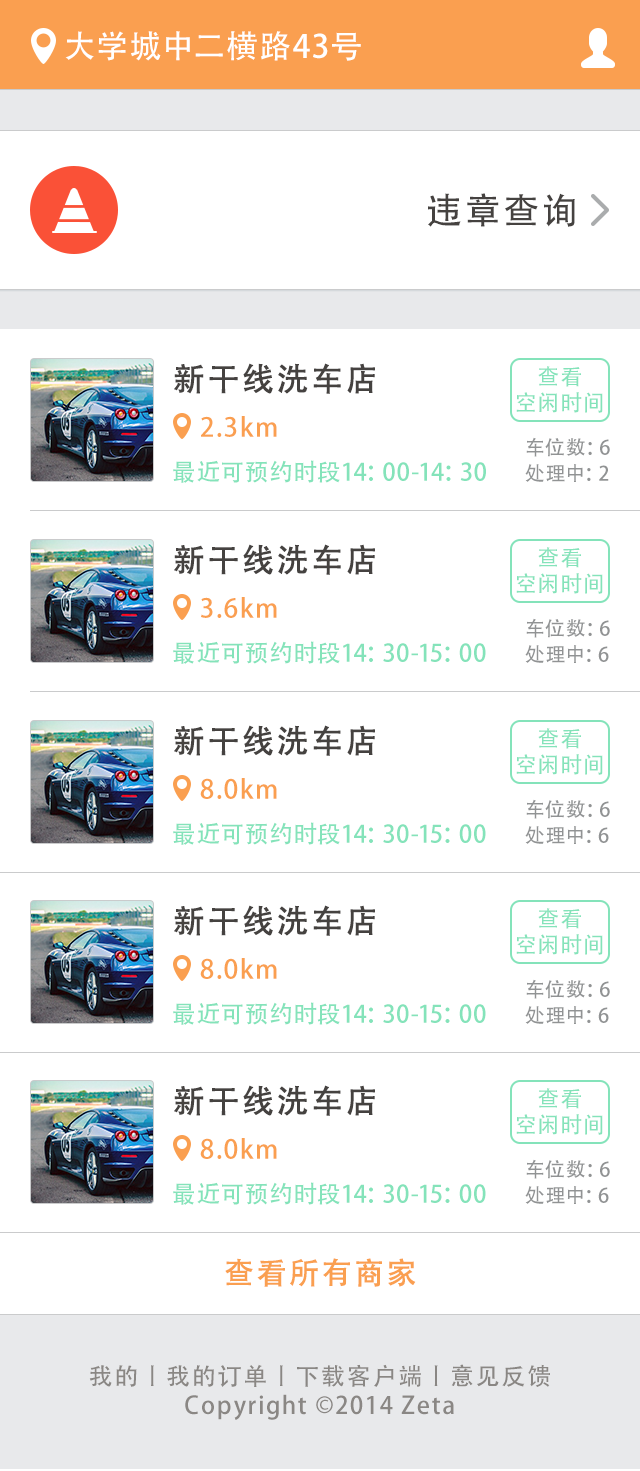 大学城中二横路43号
违章查询
新干线洗车店
2.3km
最近可预约时段14：00-14：30
查看
空闲时间
车位数：6
处理中：2
新干线洗车店
3.6km
最近可预约时段14：30-15：00
查看
空闲时间
车位数：6
处理中：6
新干线洗车店
8.0km
最近可预约时段14：30-15：00
查看
空闲时间
车位数：6
处理中：6
新干线洗车店
8.0km
最近可预约时段14：30-15：00
查看
空闲时间
车位数：6
处理中：6
新干线洗车店
8.0km
最近可预约时段14：30-15：00
查看
空闲时间
车位数：6
处理中：6
查看所有商家
我的丨我的订单丨下载客户端丨意见反馈
Copyright ©2014 Zeta